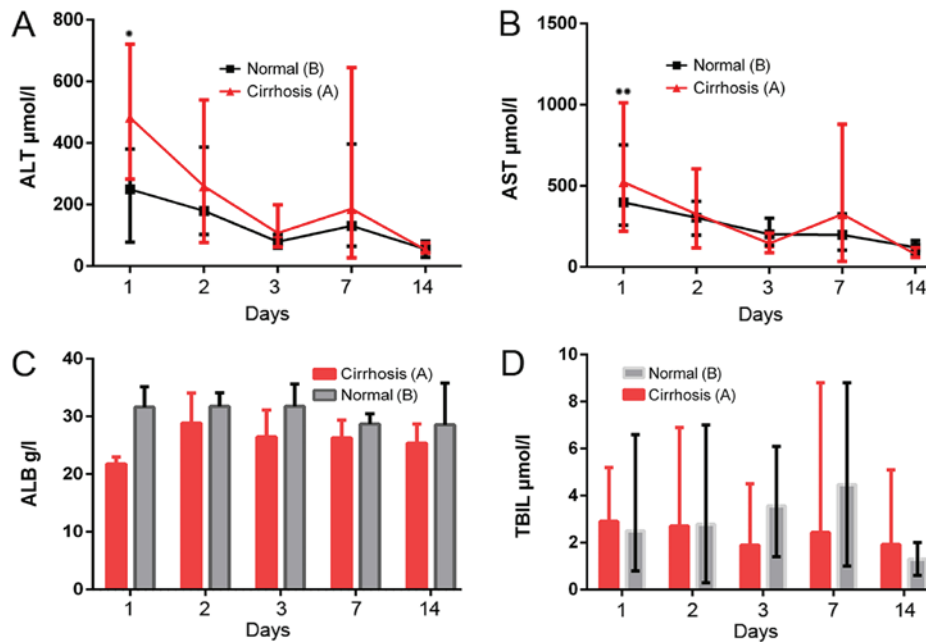 A
800
600
400
200
0
ALT µmol/l
*
Normal (B)
Cirrhosis (A)
1 2 3 7 14
Days
B
1500
1000
500
0
AST µmol/l
**
Normal (B)
Cirrhosis (A)
1 2 3 7 14
Days
C
40
30
20
10
0
ALB g/l
Cirrhosis (A)
Normal (B)
1 2 3 7 14
Days
D
10
8
6
4
2
0
TBIL µmol/l
Normal (B)
Cirrhosis (A)
1 2 3 7 14
Days